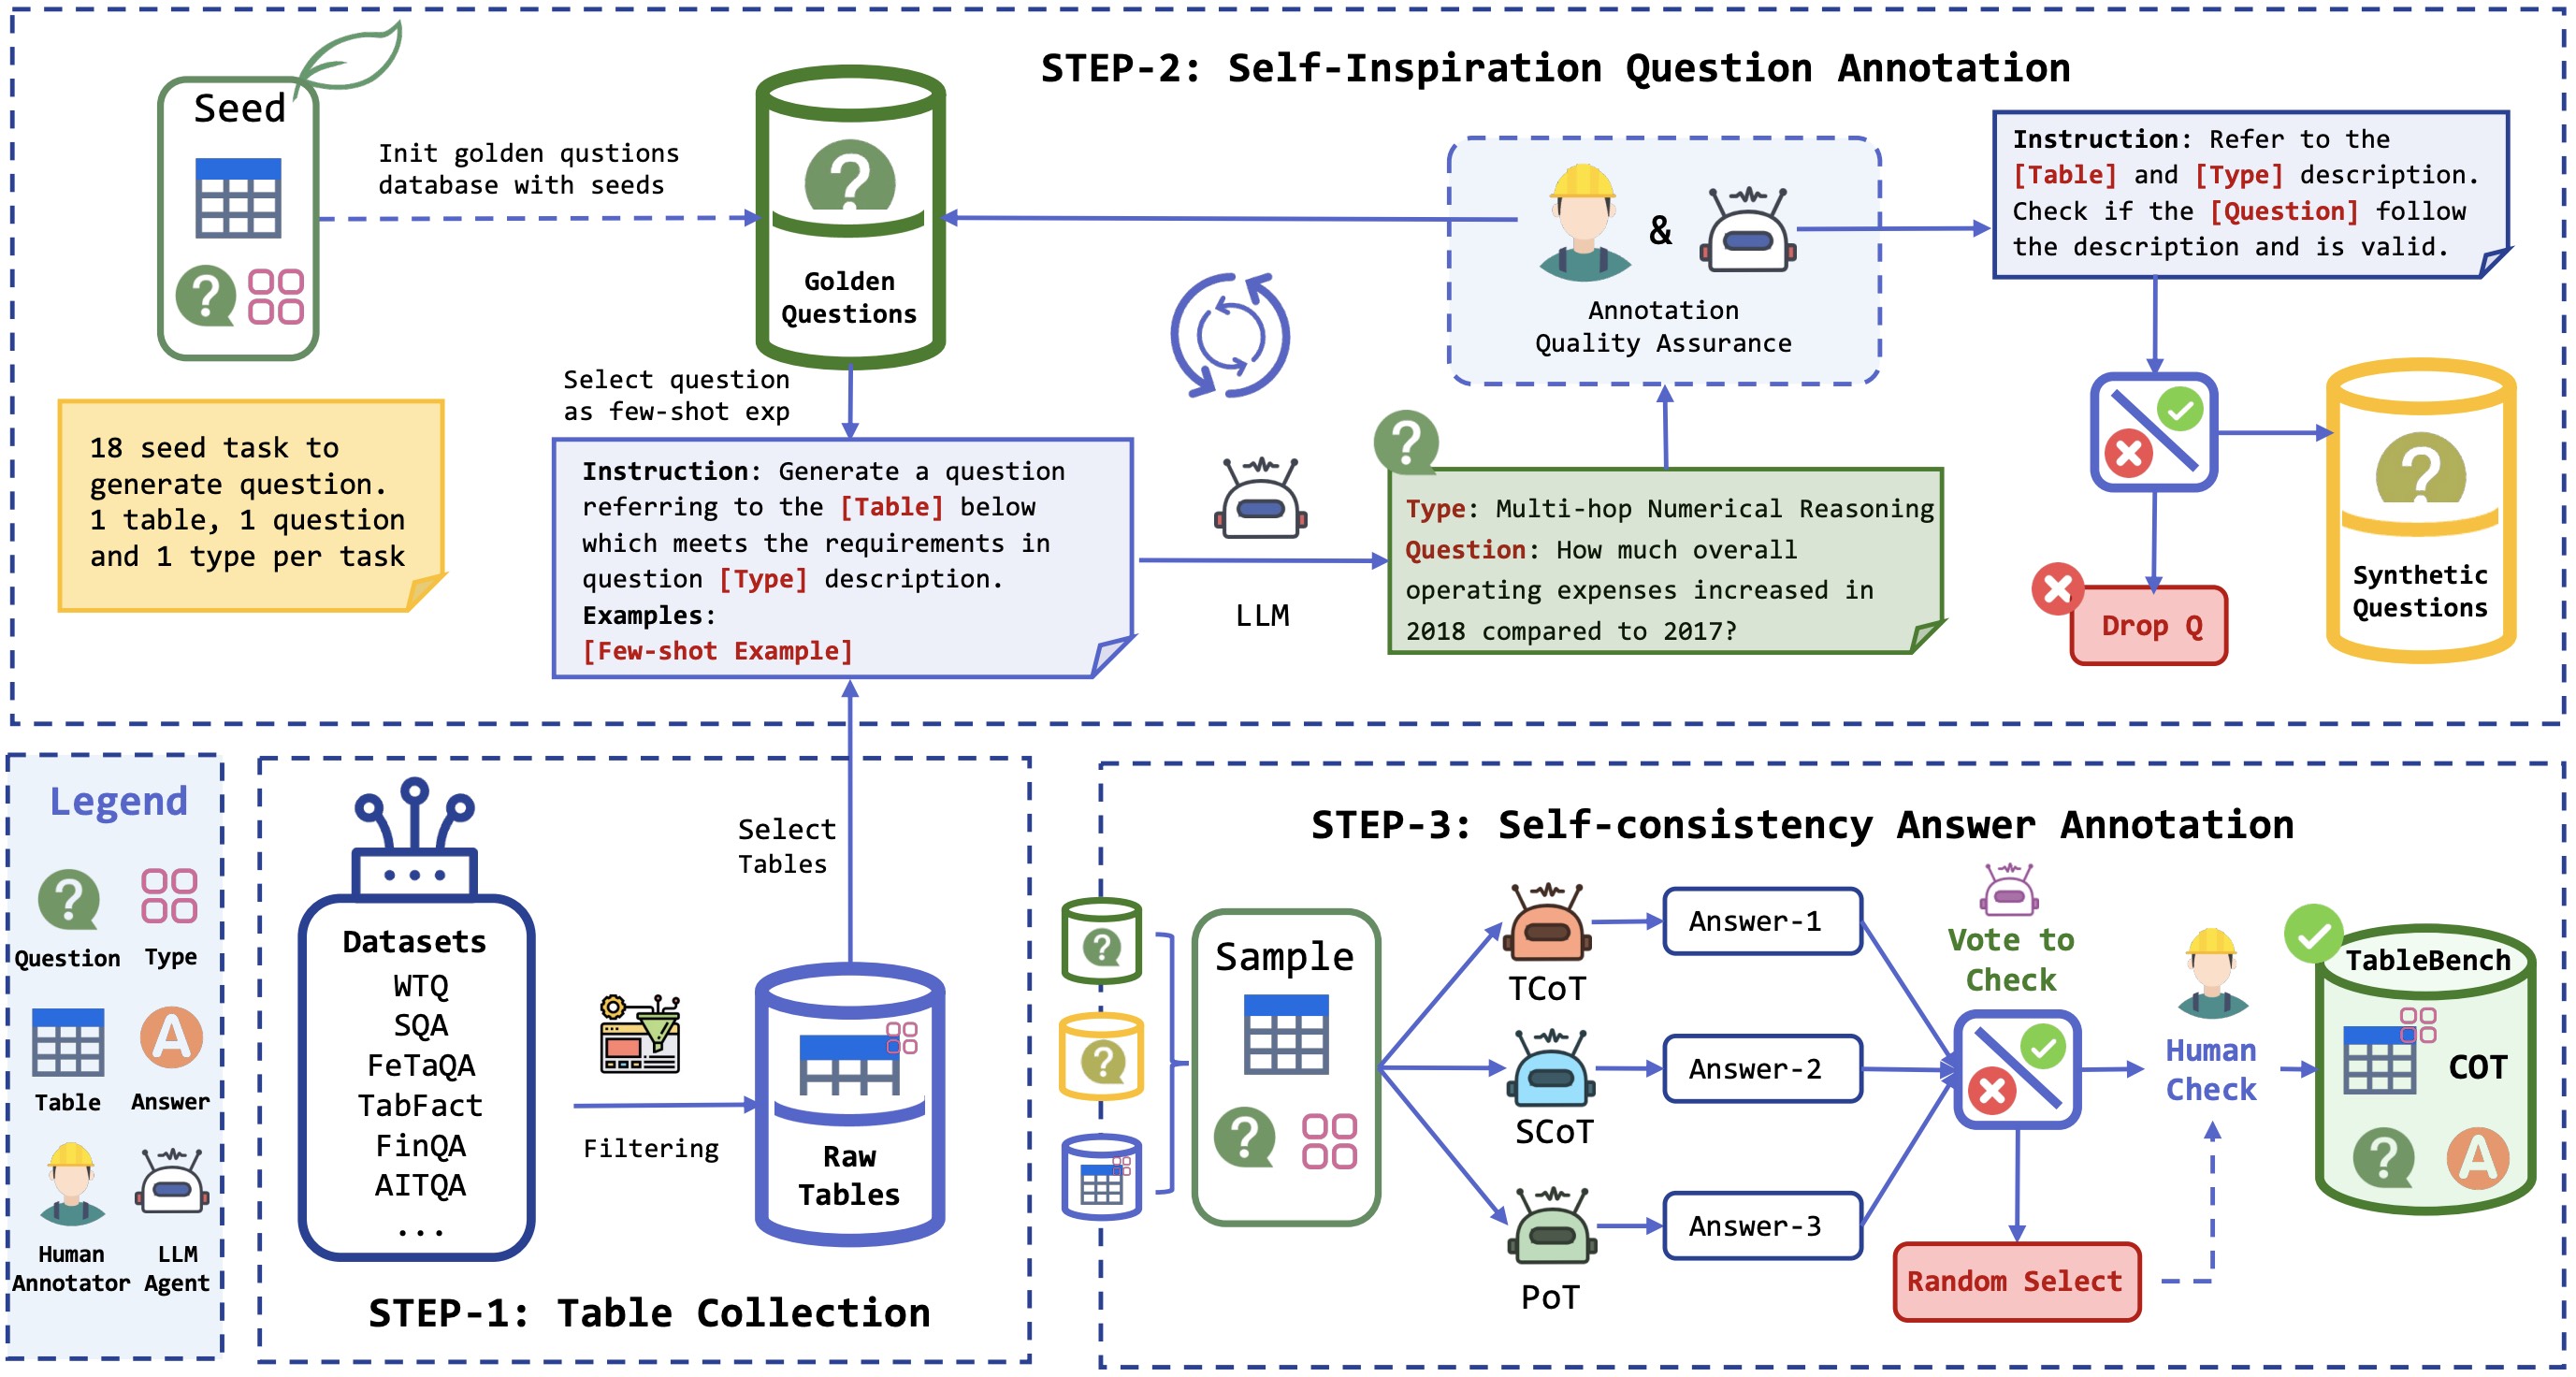 STEP-2: Self-Inspiration Question Annotation
Seed
Init golden qustions
database with seeds
Golden
Questions
&
Annotation
Quality Assurance
Instruction: Refer to the
[Table] and [Type] description.
Check if the [Question] follow
the description and is valid.
18 seed task to
generate question.
1 table, 1 question
and 1 type per task
Select question
as few-shot exp
Instruction: Generate a question
referring to the [Table] below
which meets the requirements in
question [Type] description.
Examples:
[Few-shot Example]
LLM
Type: Multi-hop Numerical Reasoning
Question: How much overall
operating expenses increased in
2018 compared to 2017?
Drop Q
Synthetic
Questions
Legend
Question
Type
Table
Answer
A
Human
Annotator
LLM
Agent
Datasets
WTQ
SQA
FeTaQA
TabFact
FinQA
AITQA
...
Filtering
Select
Tables
Raw
Tables
STEP-1: Table Collection
STEP-3: Self-consistency Answer Annotation
Sample
TCoT
SCoT
PoT
Answer-1
Answer-2
Answer-3
Vote to
Check
Random Select
Human
Check
TableBench
COT
A